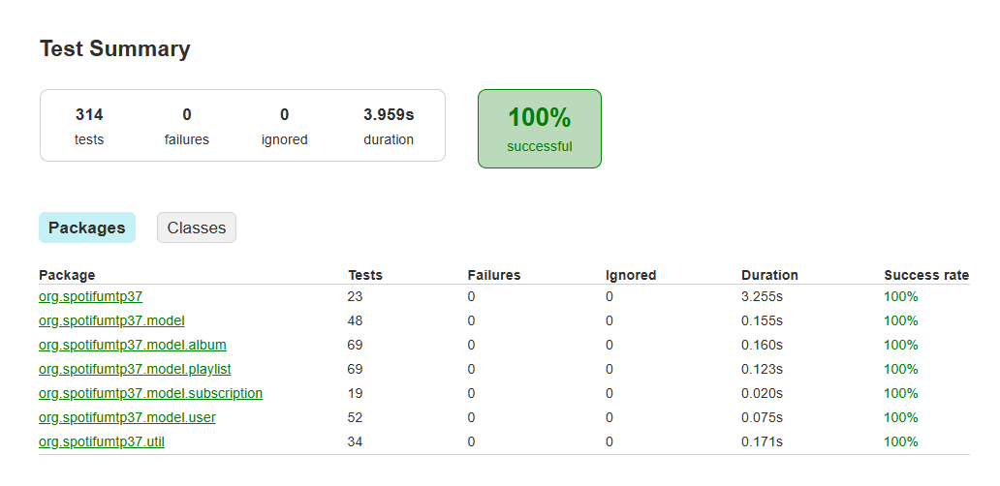 Test Summary
314 0 0 3.959s
tests failures ignored duration
100%
successful
Packages Classes
Package Tests Failures Ignored Duration Success rate
org.spotifumtp37 23 0 0 3.255s 100%
org.spotifumtp37.model 48 0 0 0.155s 100%
org.spotifumtp37.model.album 69 0 0 0.160s 100%
org.spotifumtp37.model.playlist 69 0 0 0.123s 100%
org.spotifumtp37.model.subscription 19 0 0 0.020s 100%
org.spotifumtp37.model.user 52 0 0 0.075s 100%
org.spotifumtp37.util 34 0 0 0.171s 100%